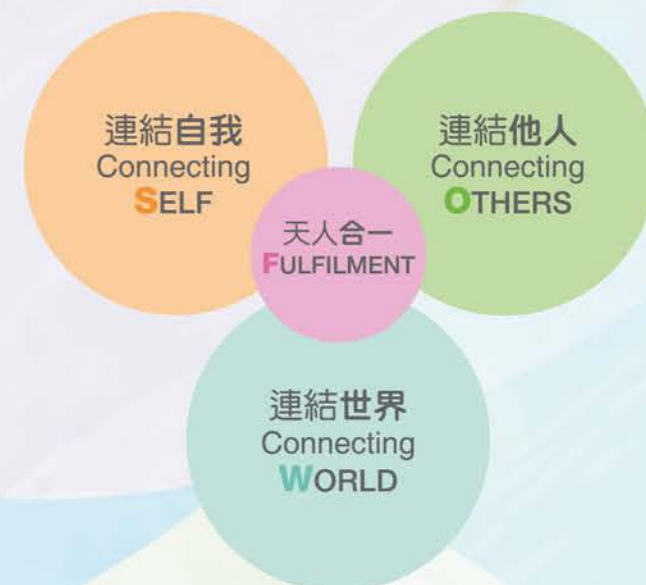 連結自我
Connecting
SELF
連結他人
Connecting
OTHERS
天人合一
FULFILMENT
連結世界
Connecting
WORLD